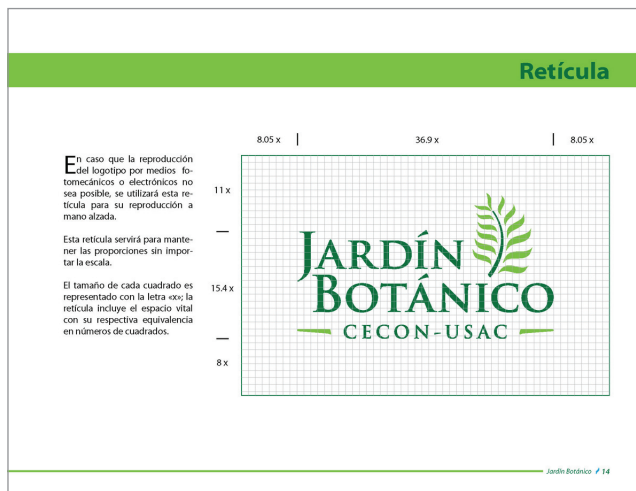 Retícula
8.05 x
36.9 x
8.05 x
En caso que la reproducción
del logotipo por medios fo-
tomecánicos o electrónicos no
sea posible, se utilizará esta re-
tícula para su reproducción a
mano alzada.
Esta retícula servirá para mante-
ner las proporciones sin impor-
tar la escala.
El tamaño de cada cuadrado es
representado con la letra «x»; la
retícula incluye el espacio vital
con su respectiva equivalencia
en números de cuadrados.
11 x
15.4 x
8 x
JARDÍN
BOTÁNICO
CECON-USAC
Jardín Botánico 14